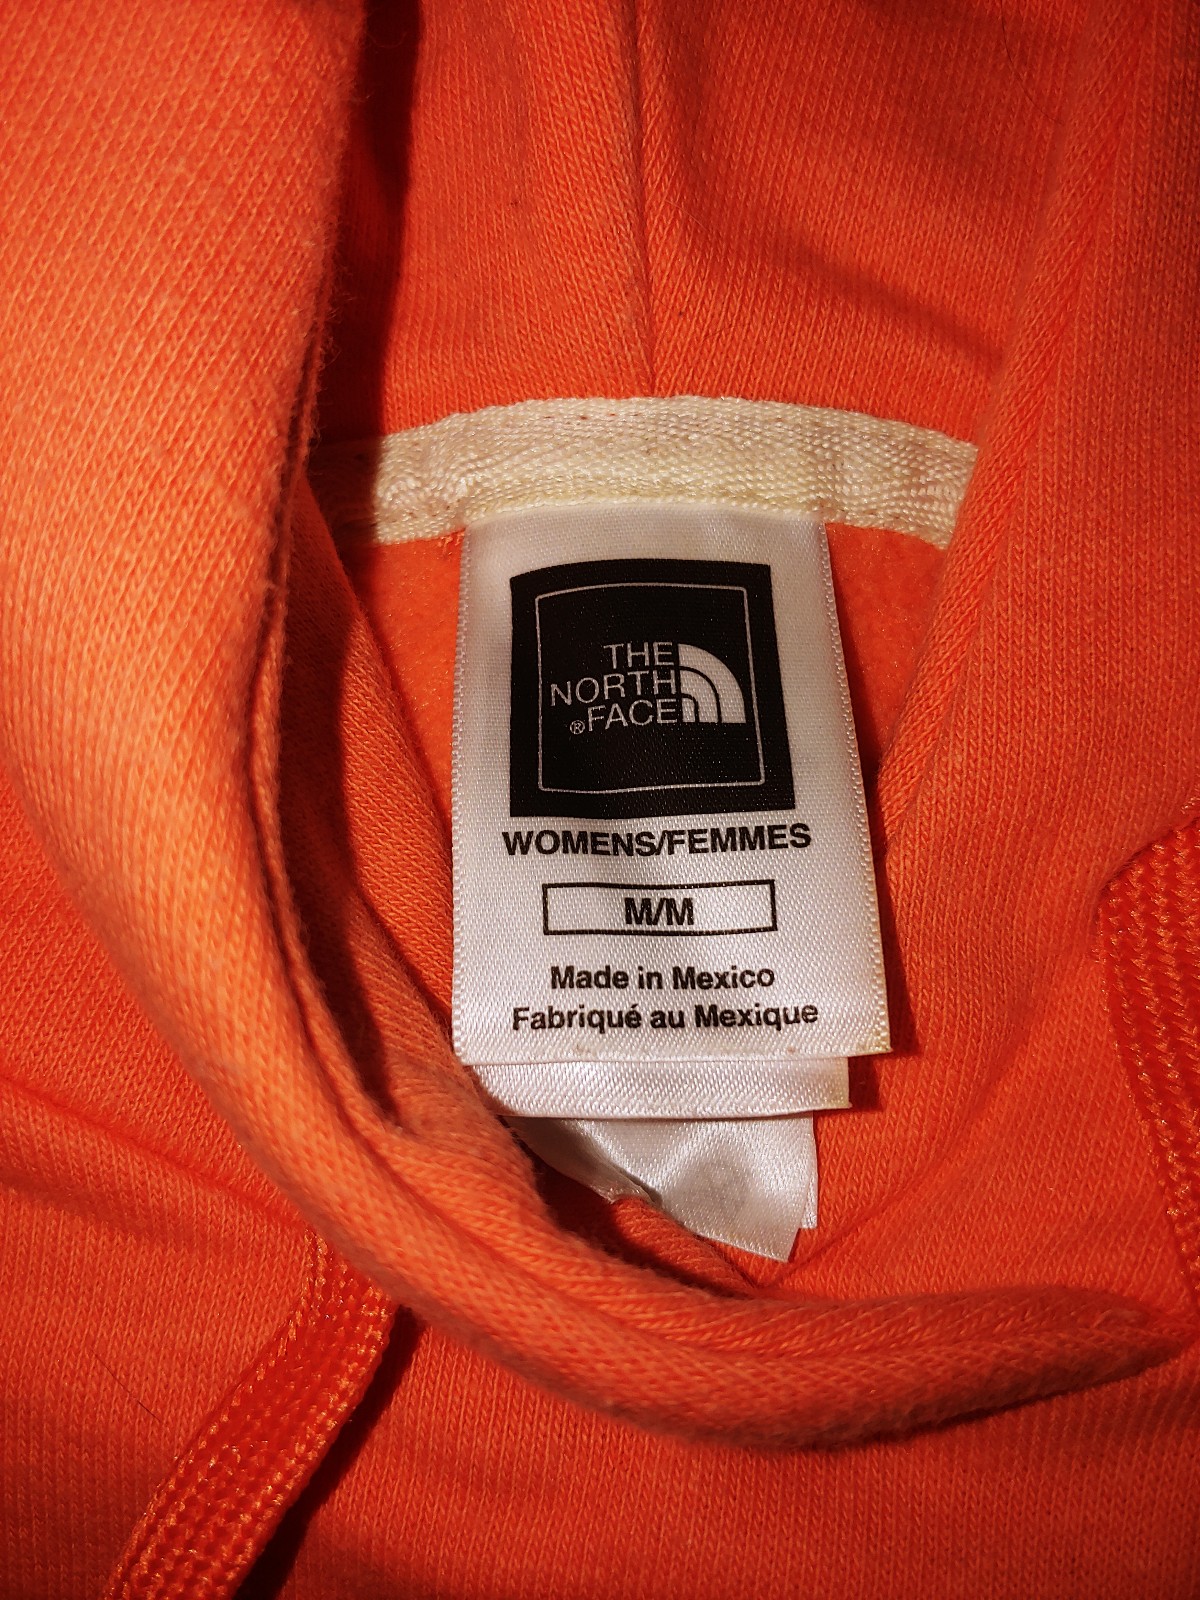 THE
NORTH
®FACE
WOMENS/FEMMES
M/M
Made in Mexico
Fabriqué au Mexique